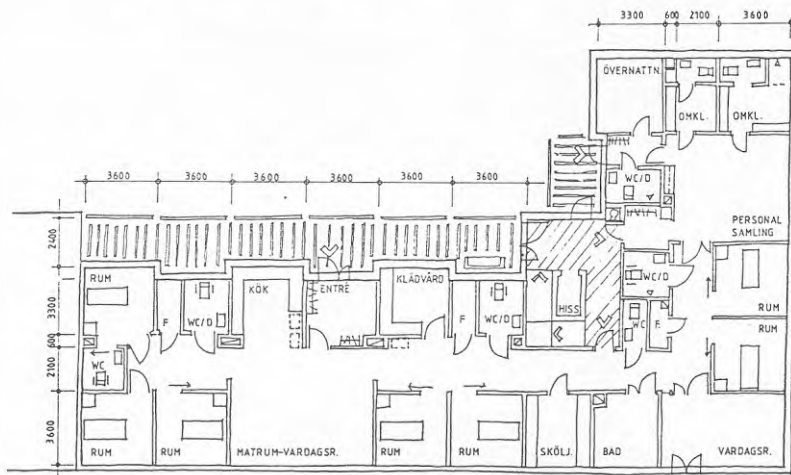 3300 600 2100 3600
ÖVERNATTN.
OMKL. OMKL.
3600 3600 3600 3600 3600 3600
WC/D
PERSONAL
SAMLING
2400
RUM
KÖK
ENTRÉ
KLÄDVÅRD
WC/D
HISS
3300
F.
WC/D
F
WC/D
WC
F.
RUM
RUM
600
WC
2100
3600
RUM
RUM
MATRUM-VARDAGSR.
RUM
RUM
SKÖLJ.
BAD
VARDAGSR.